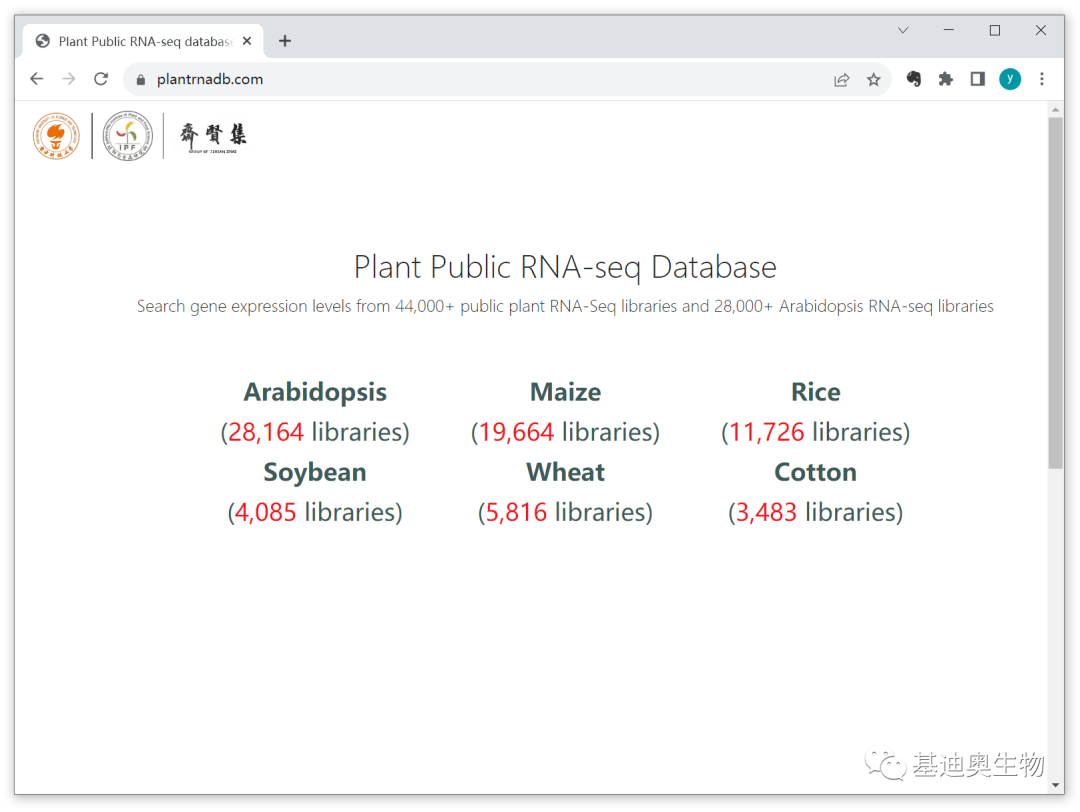 Plant Public RNA-seq databas
plantrnadb.com
y
IPF
齊賢集
Plant Public RNA-seq Database
Search gene expression levels from 44,000+ public plant RNA-Seq libraries and 28,000+ Arabidopsis RNA-seq libraries
Arabidopsis Maize Rice
(28,164 libraries) (19,664 libraries) (11,726 libraries)
Soybean Wheat Cotton
(4,085 libraries) (5,816 libraries) (3,483 libraries)
基迪奥生物